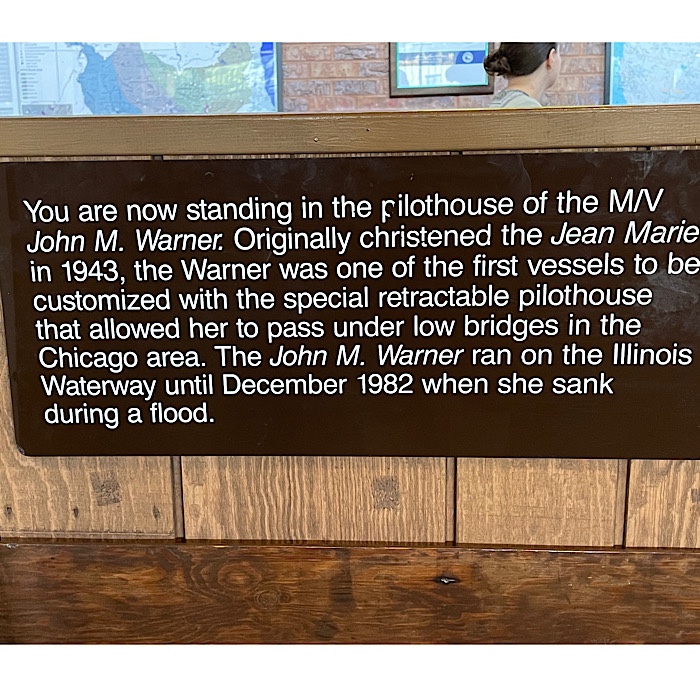 You are now standing in the pilothouse of the M/V
John M. Warner. Originally christened the Jean Marie
in 1943, the Warner was one of the first vessels to be
customized with the special retractable pilothouse
that allowed her to pass under low bridges in the
Chicago area. The John M. Warner ran on the Illinois
Waterway until December 1982 when she sank
during a flood.